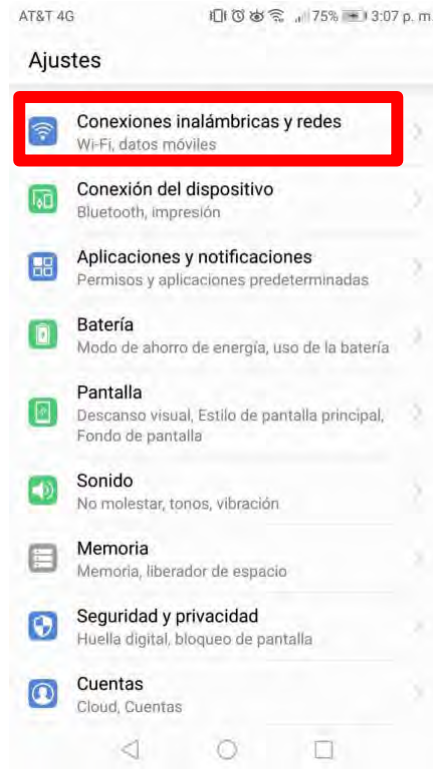 AT&T 4G 75% 3:07 p. m
Ajustes
Conexiones inalámbricas y redes
Wi-Fi, datos móviles
Conexión del dispositivo
Bluetooth, impresión
Aplicaciones y notificaciones
Permisos y aplicaciones predeterminadas
Batería
Modo de ahorro de energía, uso de la batería
Pantalla
Descanso visual, Estilo de pantalla principal,
Fondo de pantalla
Sonido
No molestar, tonos, vibración
Memoria
Memoria, liberador de espacio
Seguridad y privacidad
Huella digital, bloqueo de pantalla
Cuentas
Cloud, Cuentas